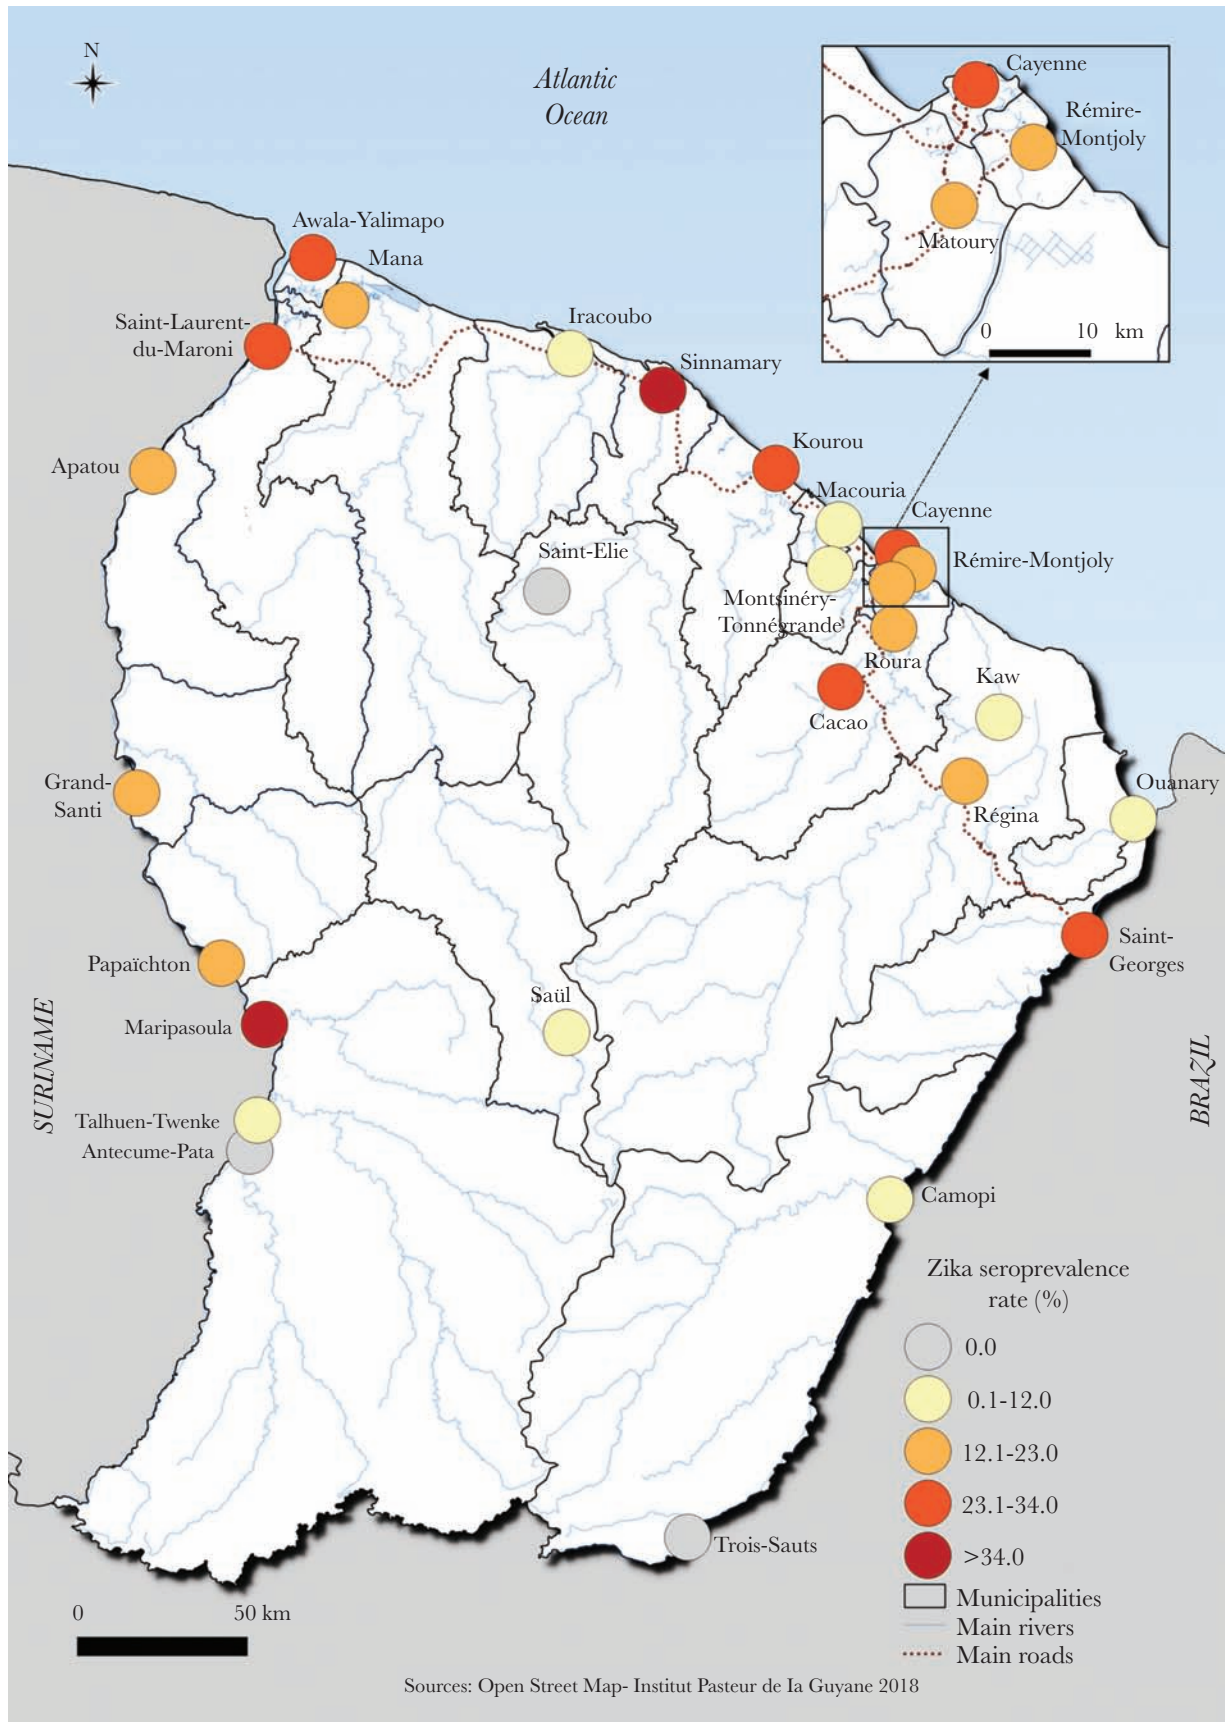 N
Atlantic
Ocean
Cayenne
Rémire-
Montjoly
Matoury
0 10 km
Awala-Yalimapo
Mana
Saint-Laurent-
du-Maroni
Iracoubo
Sinnamary
Apatou
Kourou
Macouria
Cayenne
Saint-Elie
Rémire-Montjoly
Montsinéry-
Tonnégrande
Roura
Kaw
Cacao
Grand-
Santi
Ouanary
Régina
Papaïchton
Saint-
Georges
Saül
Maripasoula
SURINAME
BRAZIL
Talhuen-Twenke
Antecume-Pata
Camopi
Zika seroprevalence
rate (%)
0.0
0.1-12.0
12.1-23.0
23.1-34.0
>34.0
Trois-Sauts
Municipalities
Main rivers
Main roads
0 50 km
Sources: Open Street Map- Institut Pasteur de Ia Guyane 2018